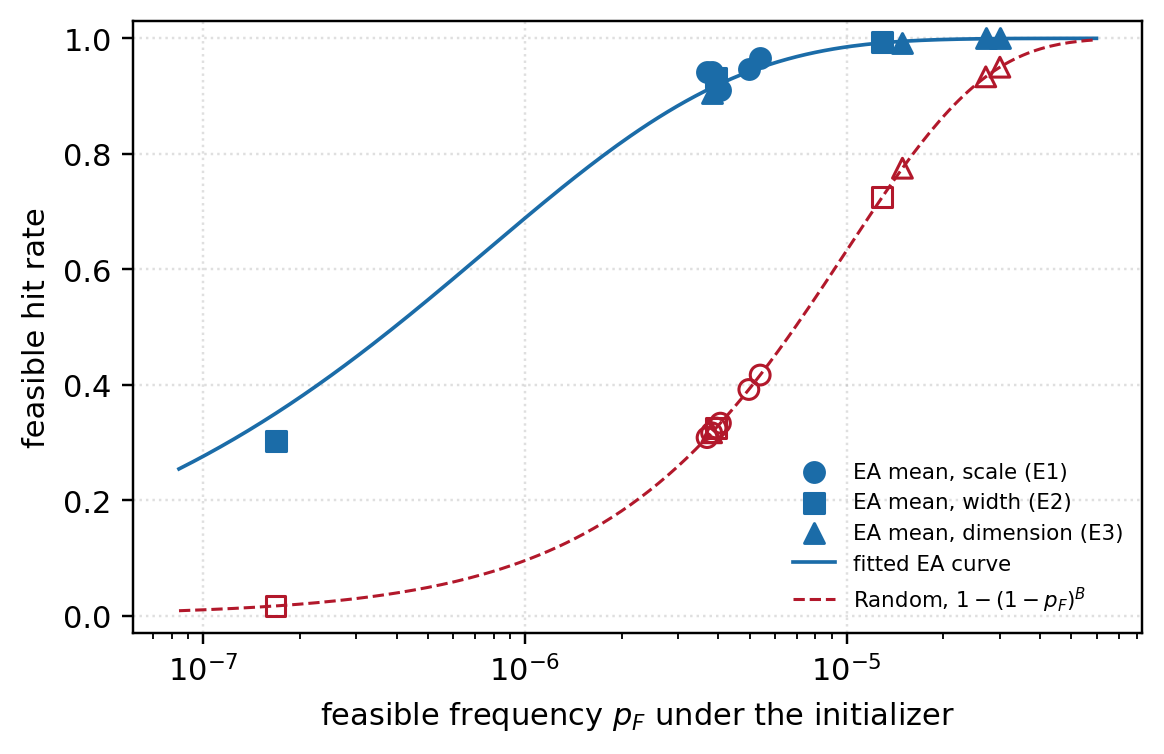 1.0
0.8
0.6
0.4
0.2
0.0
feasible hit rate
EA mean, scale (E1)
EA mean, width (E2)
EA mean, dimension (E3)
fitted EA curve
Random, $1-(1-p_F)^B$
$10^{-7}$ $10^{-6}$ $10^{-5}$
feasible frequency $p_F$ under the initializer